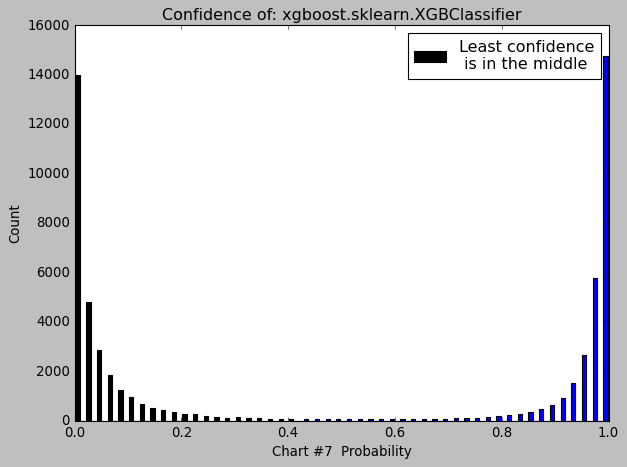 Confidence of: xgboost.sklearn.XGBClassifier
16000
14000
12000
10000
8000
6000
4000
2000
0
Count
Least confidence
is in the middle
0.0 0.2 0.4 0.6 0.8 1.0
Chart #7 Probability